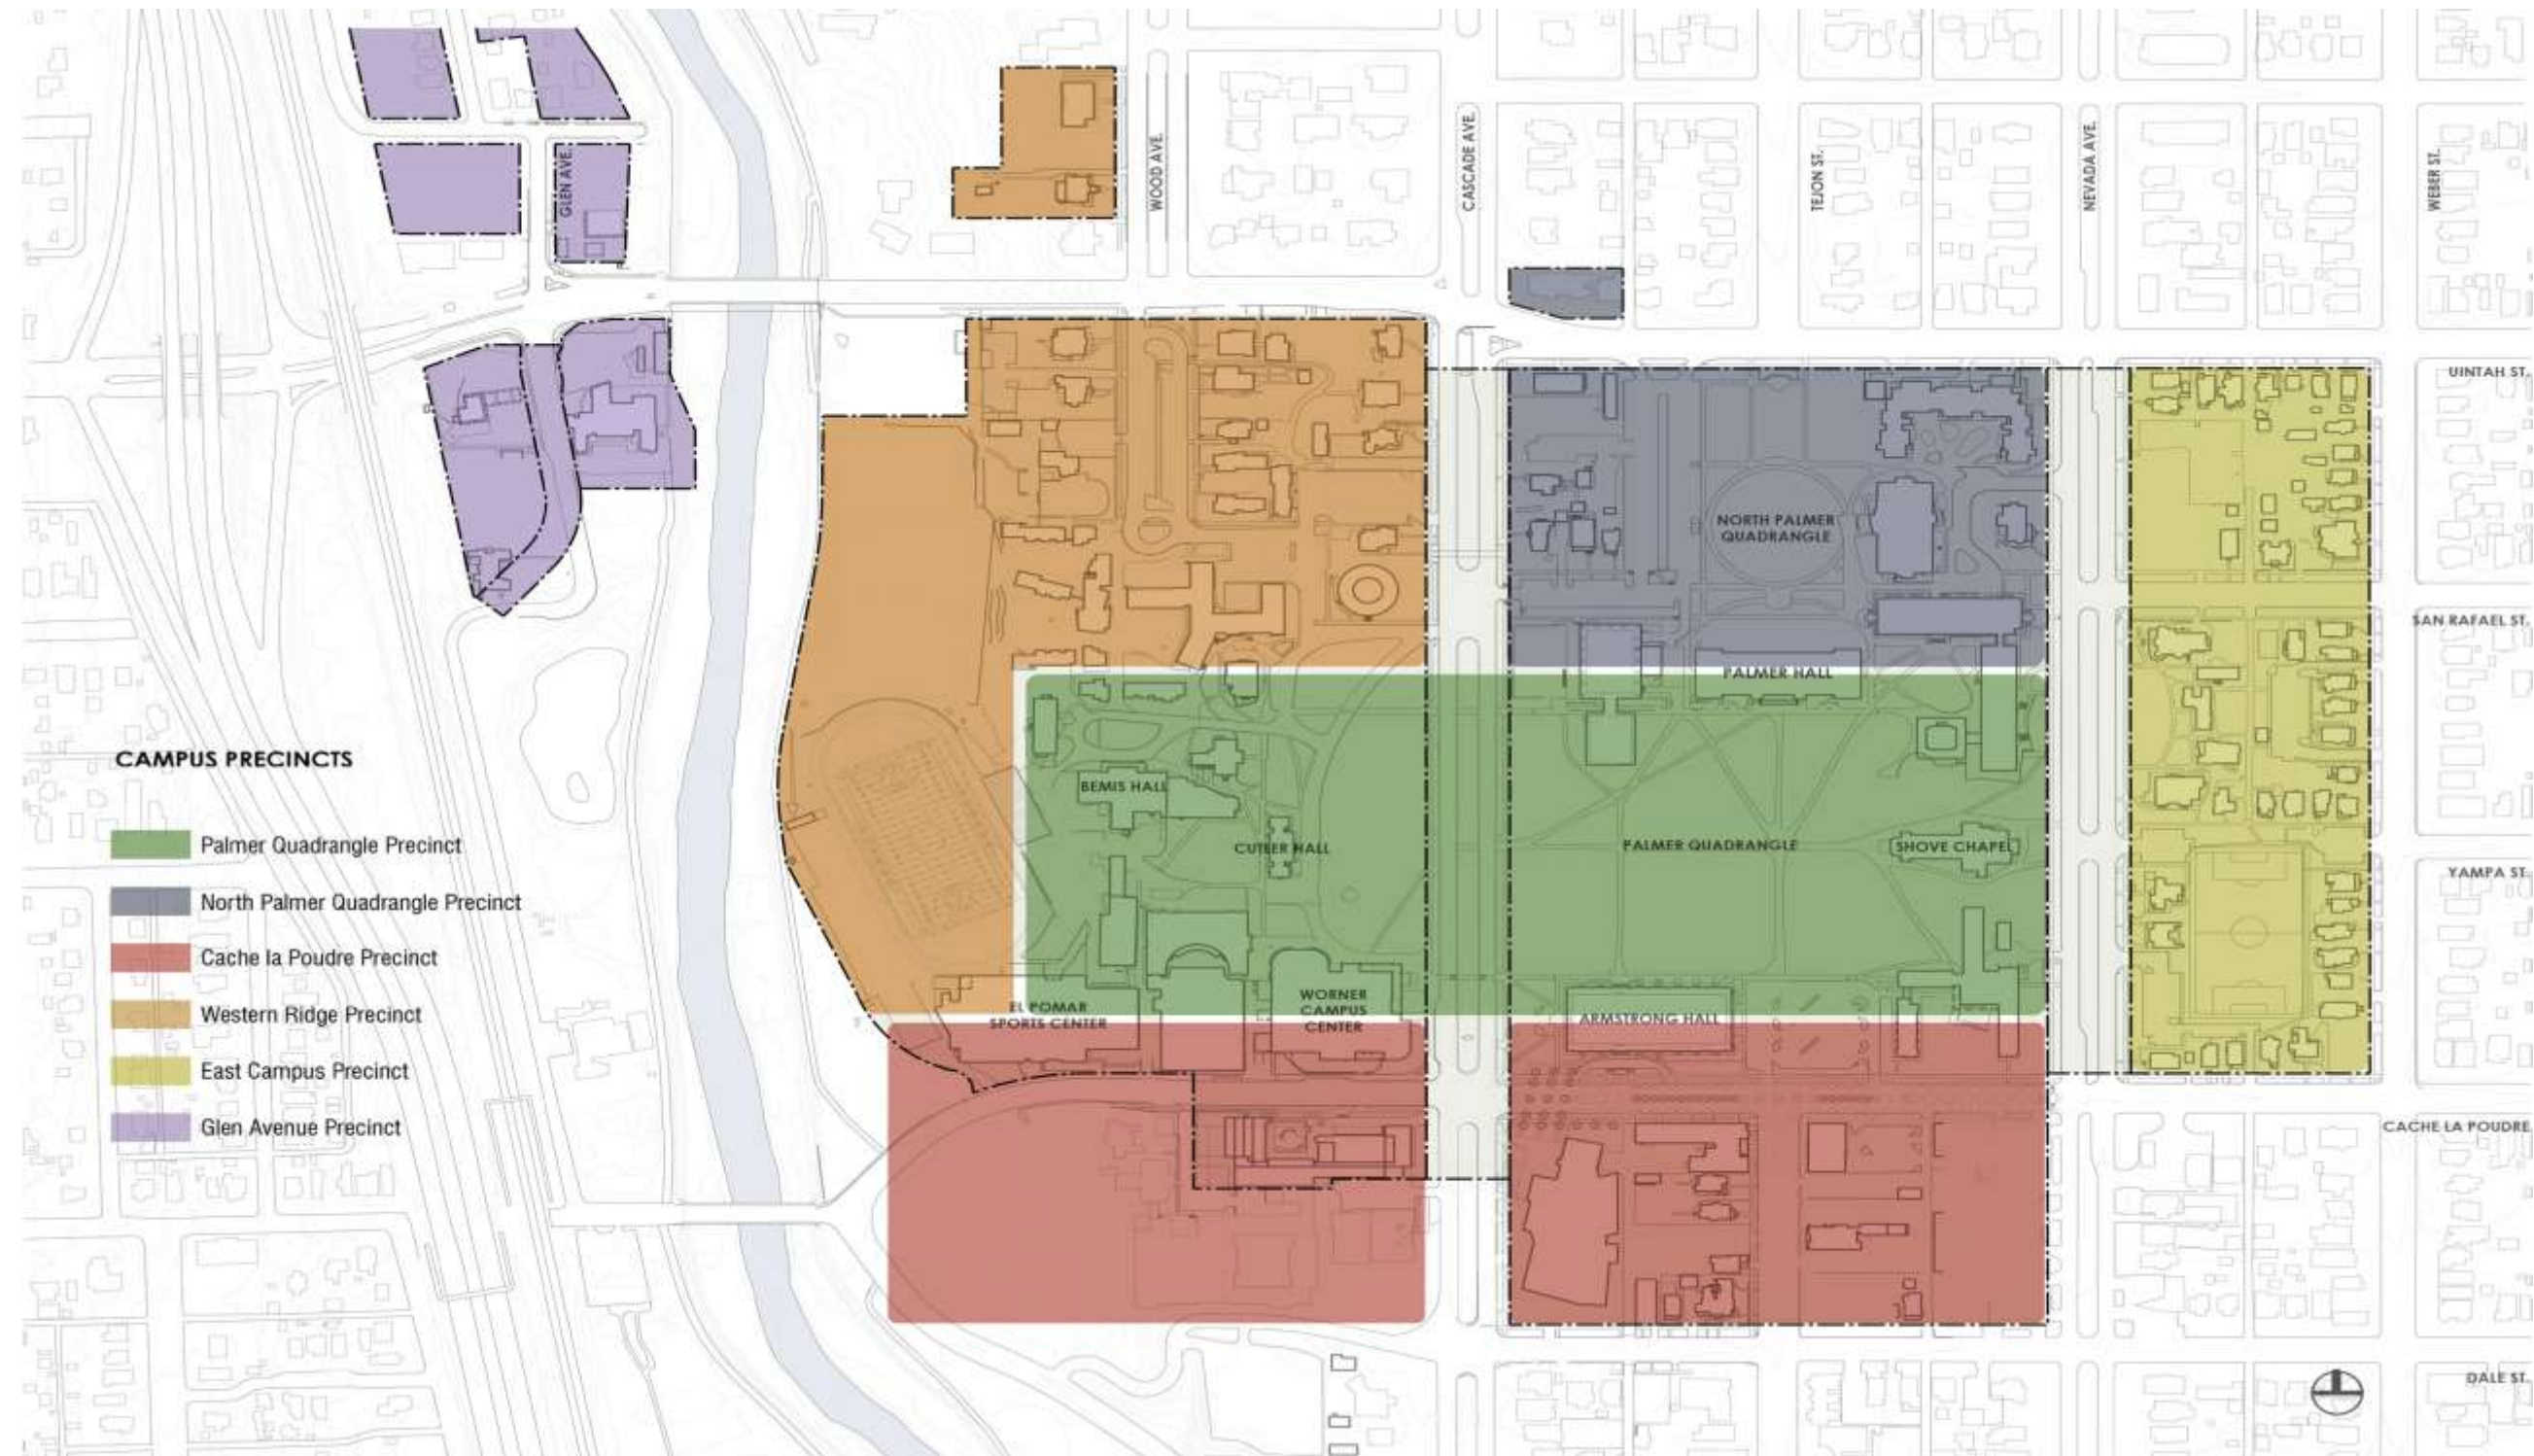 GLEN AVE.
WOOD AVE.
CASCADE AVE.
TEJON ST.
NEVADA AVE.
WEBER ST.
UINTAH ST.
NORTH PALMER
QUADRANGLE
SAN RAFAEL ST.
PALMER HALL
CAMPUS PRECINCTS
BEMIS HALL
CUTLER HALL
PALMER QUADRANGLE
SHOVE CHAPEL
YAMPA ST.
Palmer Quadrangle Precinct
North Palmer Quadrangle Precinct
Cache la Poudre Precinct
Western Ridge Precinct
East Campus Precinct
Glen Avenue Precinct
EL POMAR
SPORTS CENTER
WORNER
CAMPUS
CENTER
ARMSTRONG HALL
CACHE LA POUDRE
DALE ST.